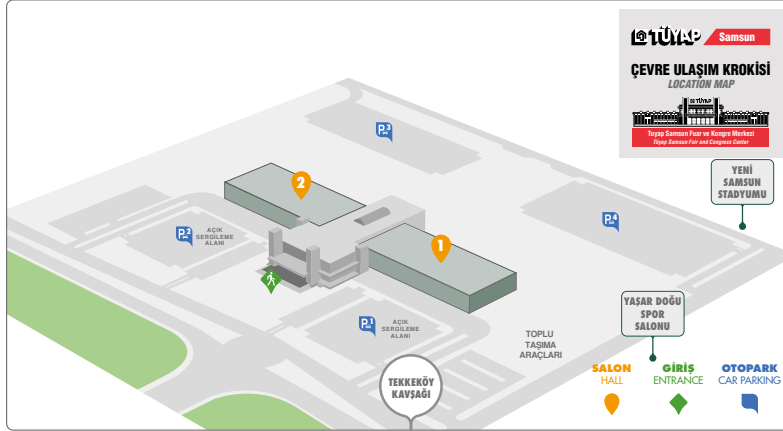 TÜYAP Samsun
ÇEVRE ULAŞIM KROKİSİ
LOCATION MAP
TÜYAP
Tuyap Samsun Fuar ve Kongre Merkezi
Tüyap Samsun Fair and Congress Center
P3
2
YENİ
SAMSUN
STADYUMU
P4
P2
AÇIK
SERGİLEME
ALANI
1
YAŞAR DOĞU
SPOR
SALONU
P1
AÇIK
SERGİLEME
ALANI
TOPLU
TAŞIMA
ARAÇLARI
TEKKEKÖY
KAVŞAĞI
SALON
HALL
GİRİŞ
ENTRANCE
OTOPARK
CAR PARKING